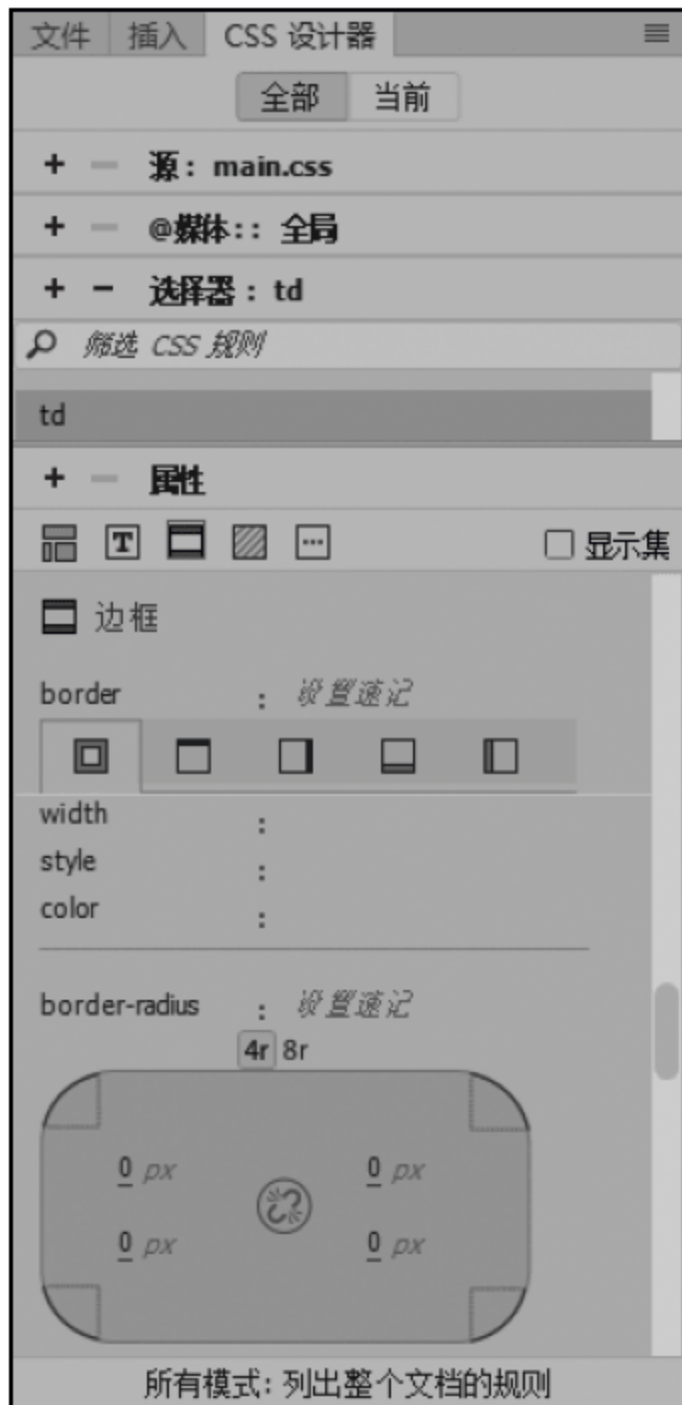 文件 插入 CSS 设计器
全部 当前
+ − 源： main.css
+ − @媒体：： 全局
+ − 选择器： td
筛选 CSS 规则
td
+ − 属性
T ... 显示集
边框
border : 设置速记
width :
style :
color :
border-radius : 设置速记
4r 8r
0 px 0 px
0 px 0 px
所有模式: 列出整个文档的规则